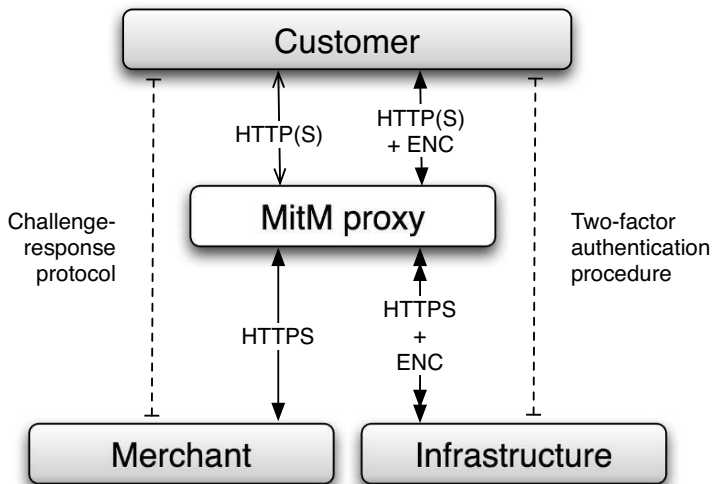 Customer
HTTP(S)
HTTP(S)
+ ENC
MitM proxy
Challenge-
response
protocol
Two-factor
authentication
procedure
HTTPS
HTTPS
+
ENC
Merchant
Infrastructure